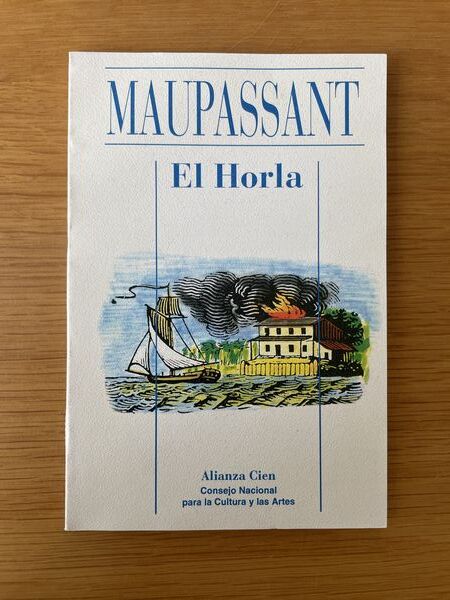 MAUPASSANT
El Horla
Alianza Cien
Consejo Nacional
para la Cultura y las Artes